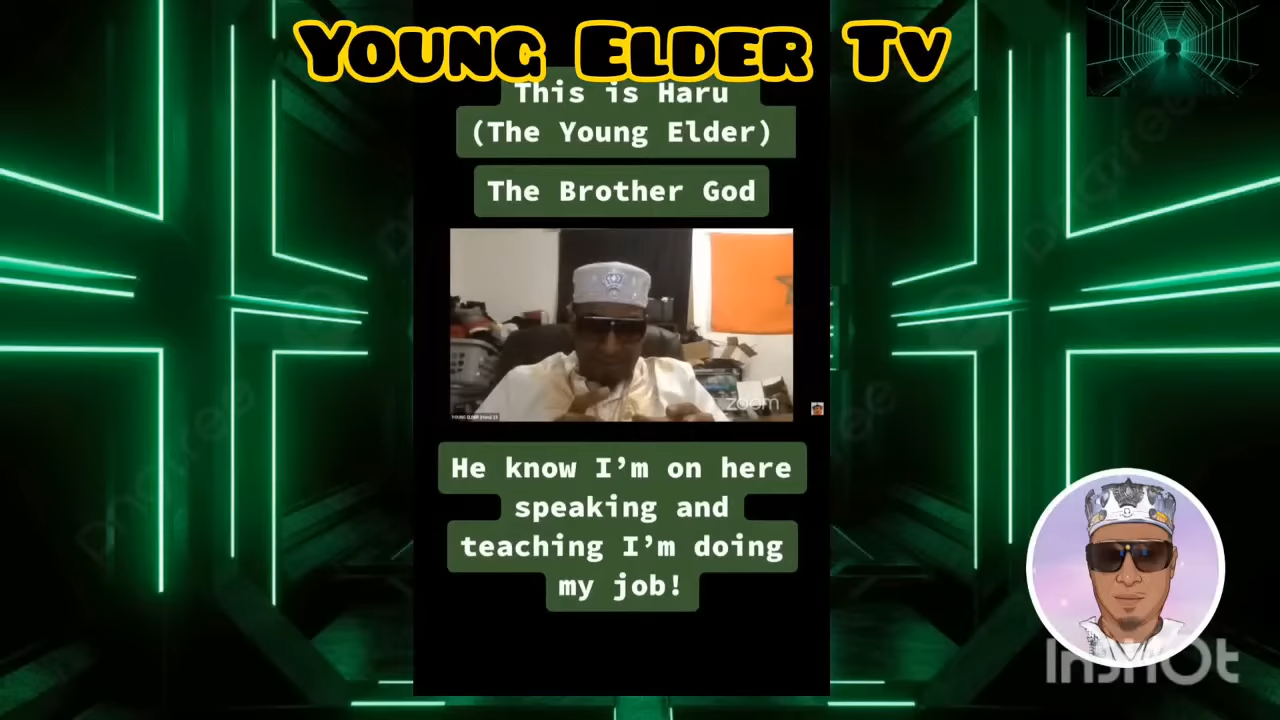 Young Elder Tv
This is Haru
(The Young Elder)
The Brother God
zoom
He know I’m on here
speaking and
teaching I’m doing
my job!
InShOt